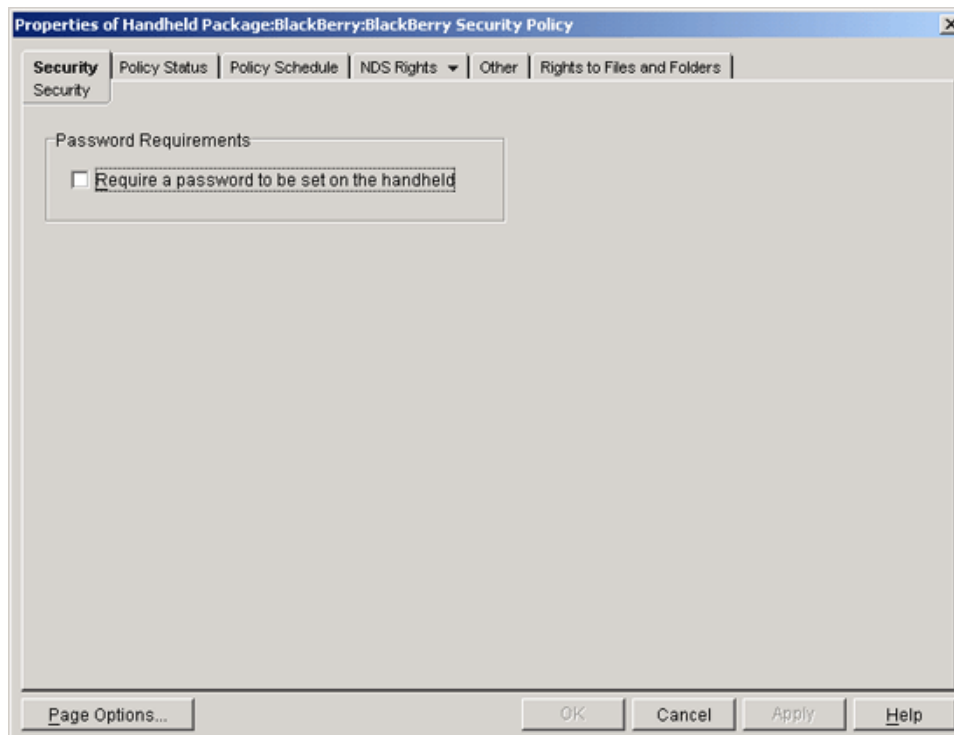 Properties of Handheld Package:BlackBerry:BlackBerry Security Policy
Security Policy Status Policy Schedule NDS Rights Other Rights to Files and Folders
Security
Password Requirements
Require a password to be set on the handheld
Page Options... OK Cancel Apply Help